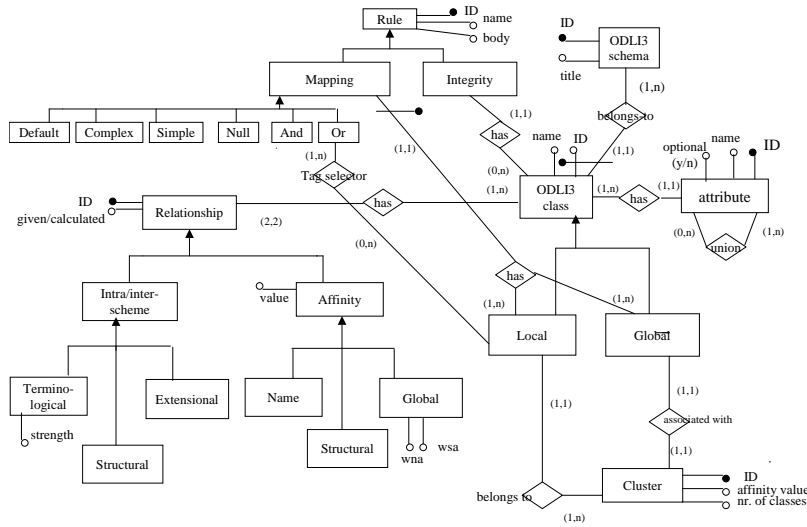 Rule
ID
name
body
ID
title
ODLI3
schema
Mapping
Integrity
(1,n)
(1,1)
belongs-to
Default
Complex
Simple
Null
And
Or
has
name
ID
optional
(y/n)
name
ID
(1,n)
(1,1)
(1,1)
(0,n)
Tag selector
(1,n)
ODLI3
class
(1,n)
has
(1,1)
attribute
ID
given/calculated
Relationship
(2,2)
has
(0,n)
union
(1,n)
(0,n)
has
value
Intra/inter-
scheme
Affinity
(1,n)
(1,n)
Local
Global
Termino-
logical
Extensional
Name
Global
(1,1)
(1,1)
strength
associated with
Structural
Structural
wna
wsa
(1,1)
belongs to
(1,n)
Cluster
ID
affinity value
nr. of classes